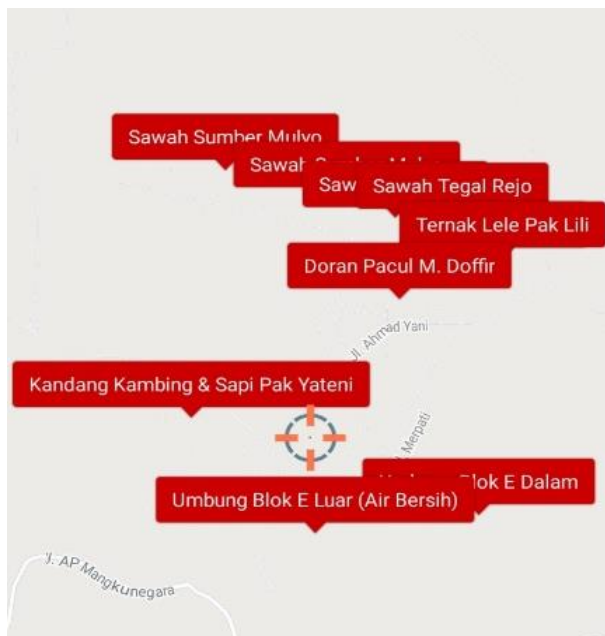 Sawah Sumber Mulyo
Sawah
Sawah Tegal Rejo
Ternak Lele Pak Lili
Doran Pacul M. Doffir
Jl. Ahmad Yani
Kandang Kambing & Sapi Pak Yateni
Merpati
Blok E Dalam
Umbung Blok E Luar (Air Bersih)
Jl. AP Mangkunegara